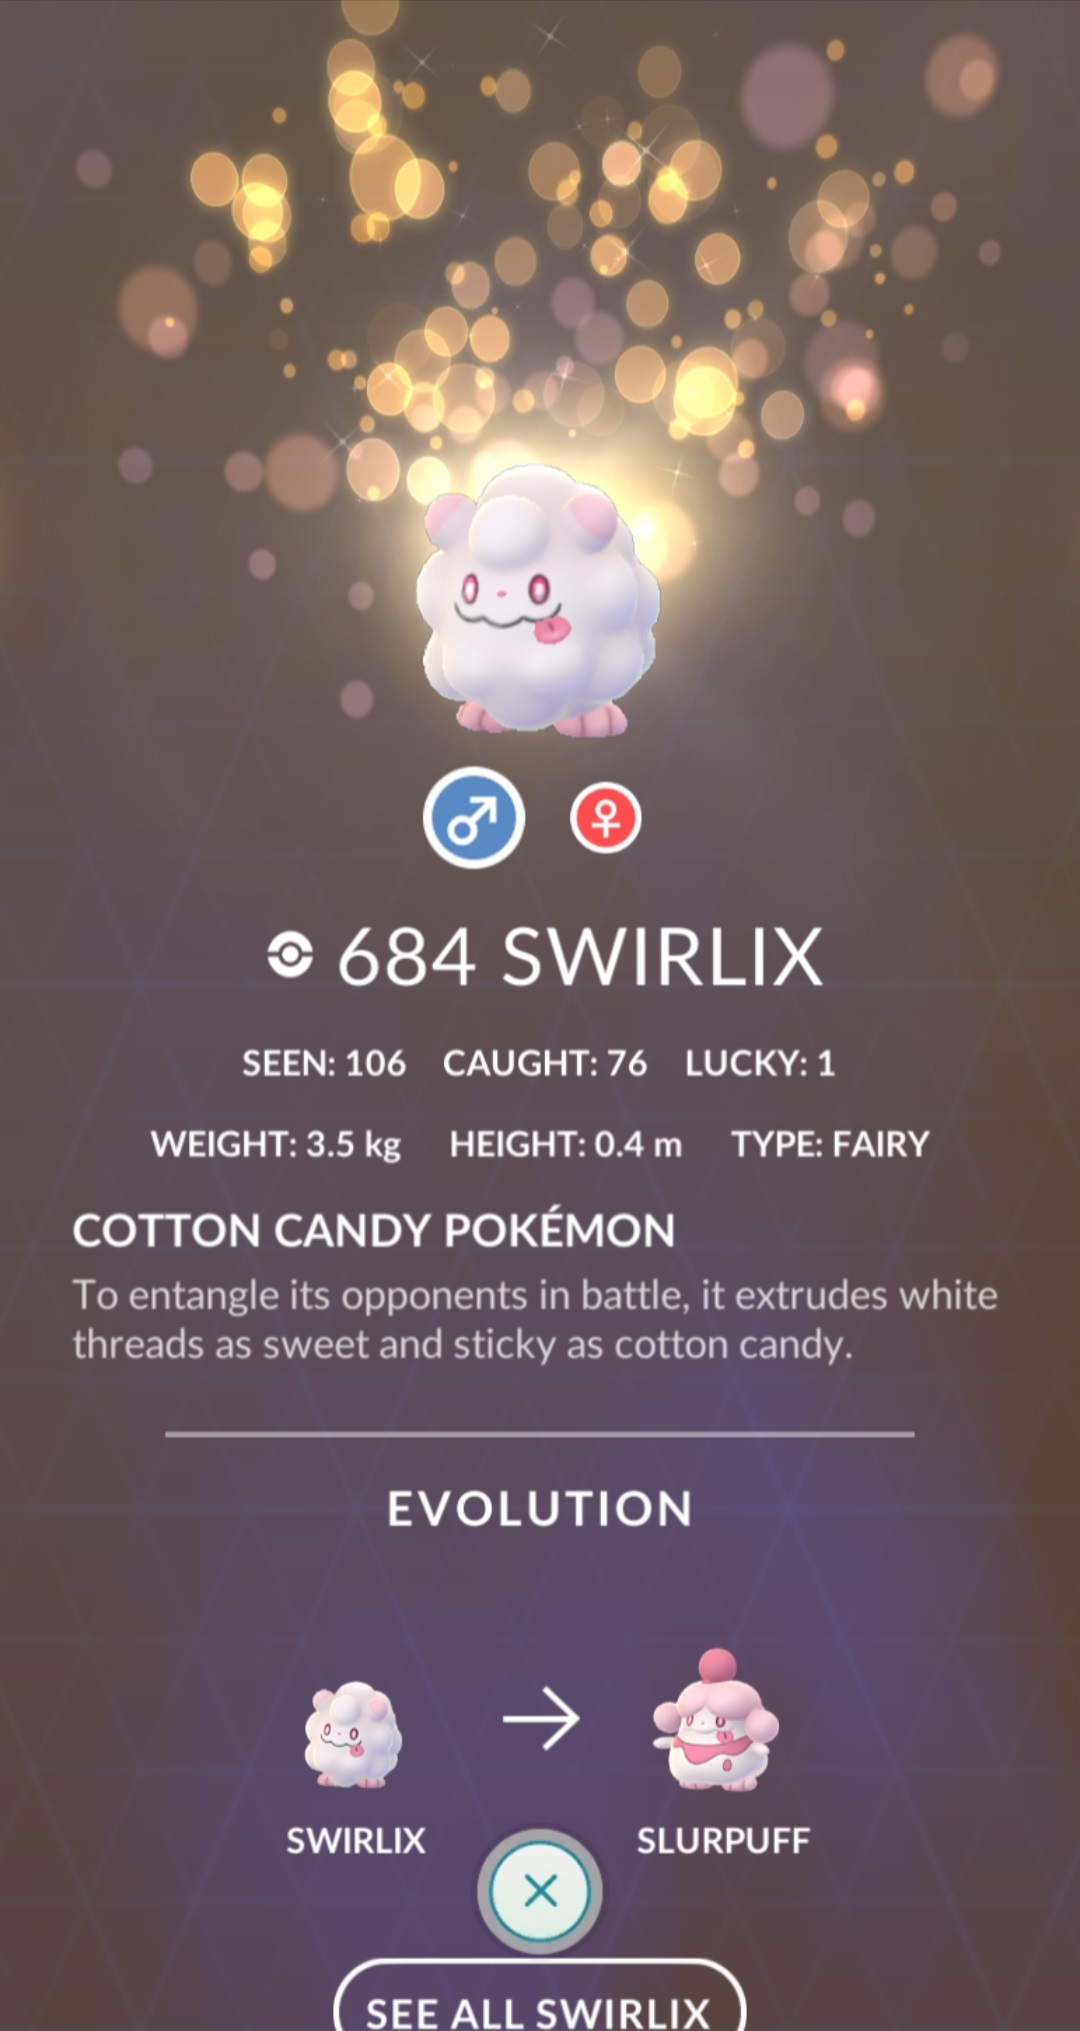 684 SWIRLIX
SEEN: 106 CAUGHT: 76 LUCKY: 1
WEIGHT: 3.5 kg HEIGHT: 0.4 m TYPE: FAIRY
COTTON CANDY POKÉMON
To entangle its opponents in battle, it extrudes white
threads as sweet and sticky as cotton candy.
EVOLUTION
SWIRLIX SLURPUFF
SEE ALL SWIRLIX